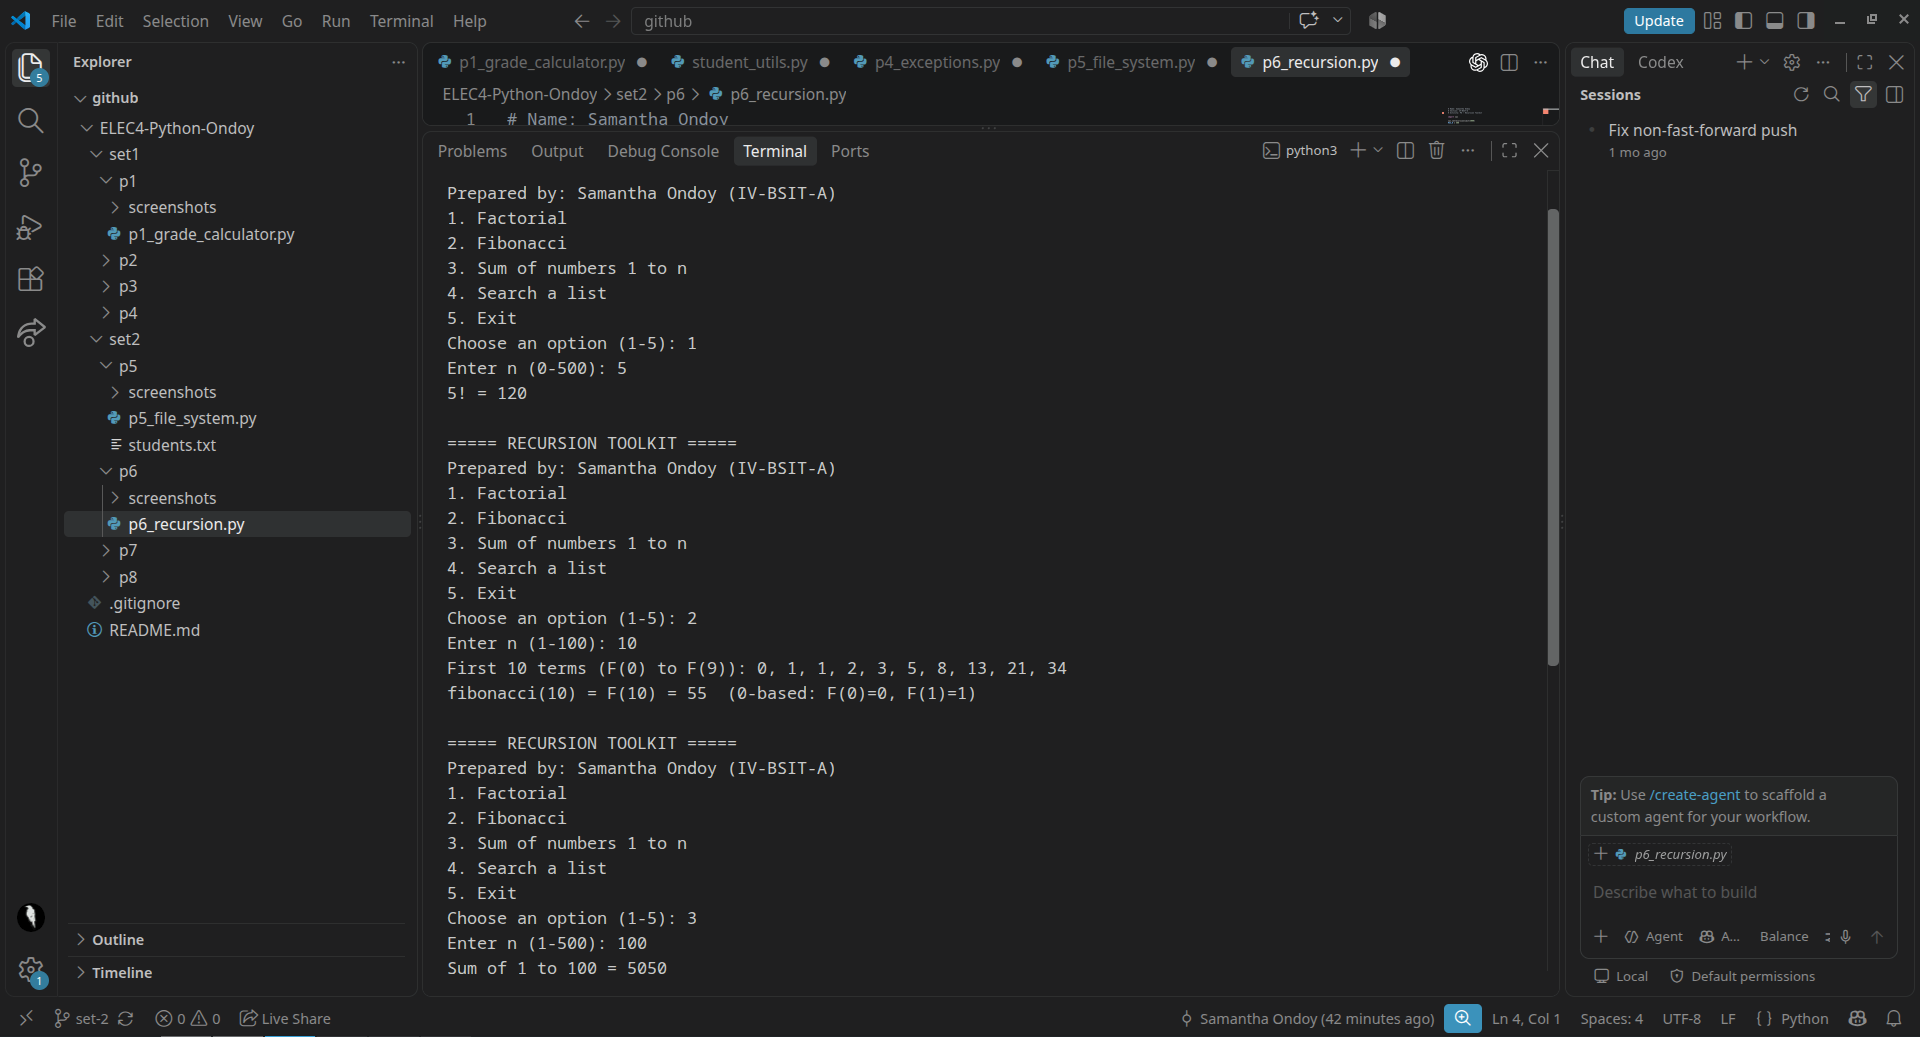 File Edit Selection View Go Run Terminal Help
github
Update
Explorer
github
ELEC4-Python-Ondoy
set1
p1
screenshots
p1_grade_calculator.py
p2
p3
p4
set2
p5
screenshots
p5_file_system.py
students.txt
p6
screenshots
p6_recursion.py
p7
p8
.gitignore
README.md
Outline
Timeline
5
1
p1_grade_calculator.py student_utils.py p4_exceptions.py p5_file_system.py p6_recursion.py
ELEC4-Python-Ondoy > set2 > p6 > p6_recursion.py
1 # Name: Samantha Ondoy
Problems Output Debug Console Terminal Ports
python3
Prepared by: Samantha Ondoy (IV-BSIT-A)
1. Factorial
2. Fibonacci
3. Sum of numbers 1 to n
4. Search a list
5. Exit
Choose an option (1-5): 1
Enter n (0-500): 5
5! = 120
===== RECURSION TOOLKIT =====
Prepared by: Samantha Ondoy (IV-BSIT-A)
1. Factorial
2. Fibonacci
3. Sum of numbers 1 to n
4. Search a list
5. Exit
Choose an option (1-5): 2
Enter n (1-100): 10
First 10 terms (F(0) to F(9)): 0, 1, 1, 2, 3, 5, 8, 13, 21, 34
fibonacci(10) = F(10) = 55  (0-based: F(0)=0, F(1)=1)
===== RECURSION TOOLKIT =====
Prepared by: Samantha Ondoy (IV-BSIT-A)
1. Factorial
2. Fibonacci
3. Sum of numbers 1 to n
4. Search a list
5. Exit
Choose an option (1-5): 3
Enter n (1-500): 100
Sum of 1 to 100 = 5050
Chat Codex
Sessions
Fix non-fast-forward push
1 mo ago
Tip: Use /create-agent to scaffold a
custom agent for your workflow.
p6_recursion.py
Describe what to build
Agent A... Balance
Local Default permissions
set-2 0 0 Live Share
Samantha Ondoy (42 minutes ago) Ln 4, Col 1 Spaces: 4 UTF-8 LF { } Python